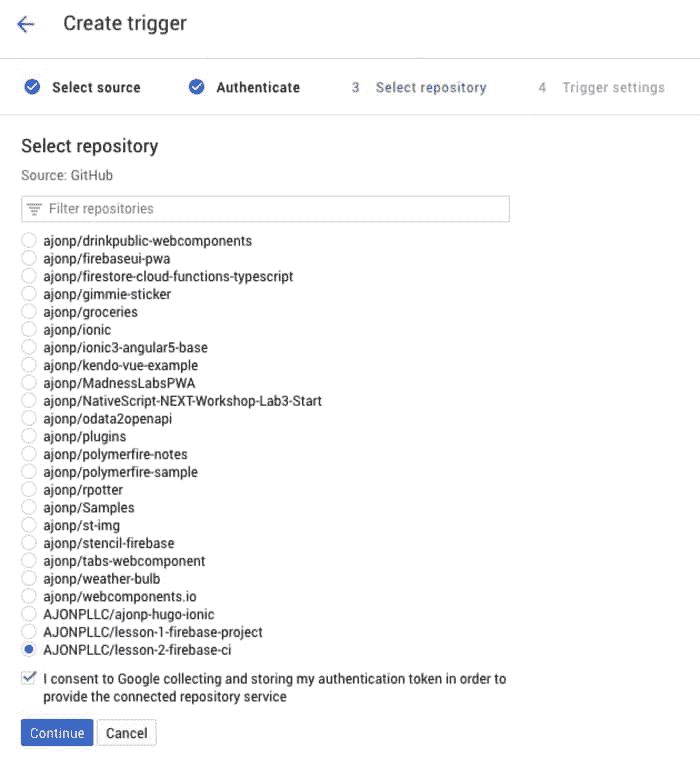 Create trigger
Select source
Authenticate
3 Select repository
4 Trigger settings
Select repository
Source: GitHub
Filter repositories
ajonp/drinkpublic-webcomponents
ajonp/firebaseui-pwa
ajonp/firestore-cloud-functions-typescript
ajonp/gimmie-sticker
ajonp/groceries
ajonp/ionic
ajonp/ionic3-angular5-base
ajonp/kendo-vue-example
ajonp/MadnessLabsPWA
ajonp/NativeScript-NEXT-Workshop-Lab3-Start
ajonp/odata2openapi
ajonp/plugins
ajonp/polymerfire-notes
ajonp/polymerfire-sample
ajonp/rpotter
ajonp/Samples
ajonp/st-img
ajonp/stencil-firebase
ajonp/tabs-webcomponent
ajonp/weather-bulb
ajonp/webcomponents.io
AJONPLLC/ajonp-hugo-ionic
AJONPLLC/lesson-1-firebase-project
AJONPLLC/lesson-2-firebase-ci
I consent to Google collecting and storing my authentication token in order to
provide the connected repository service
Continue
Cancel